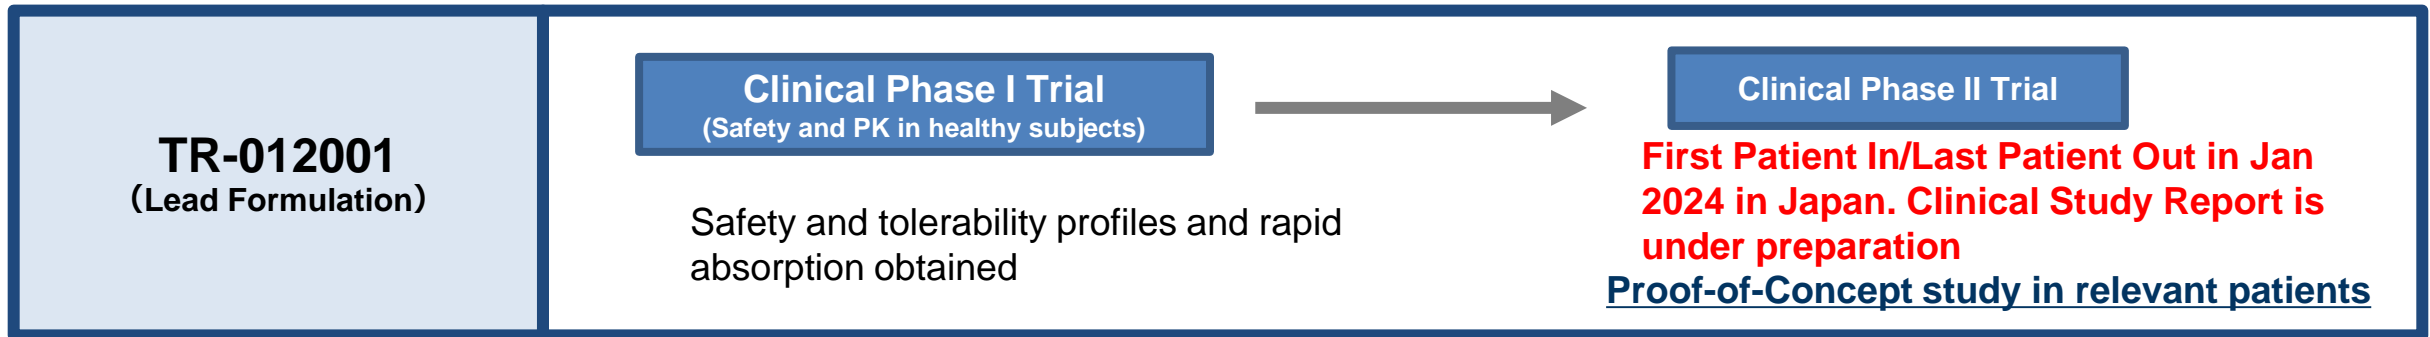 TR-012001
（Lead Formulation）
Clinical Phase I Trial
(Safety and PK in healthy subjects)
Safety and tolerability profiles and rapid
absorption obtained
Clinical Phase II Trial
First Patient In/Last Patient Out in Jan
2024 in Japan. Clinical Study Report is
under preparation
Proof-of-Concept study in relevant patients